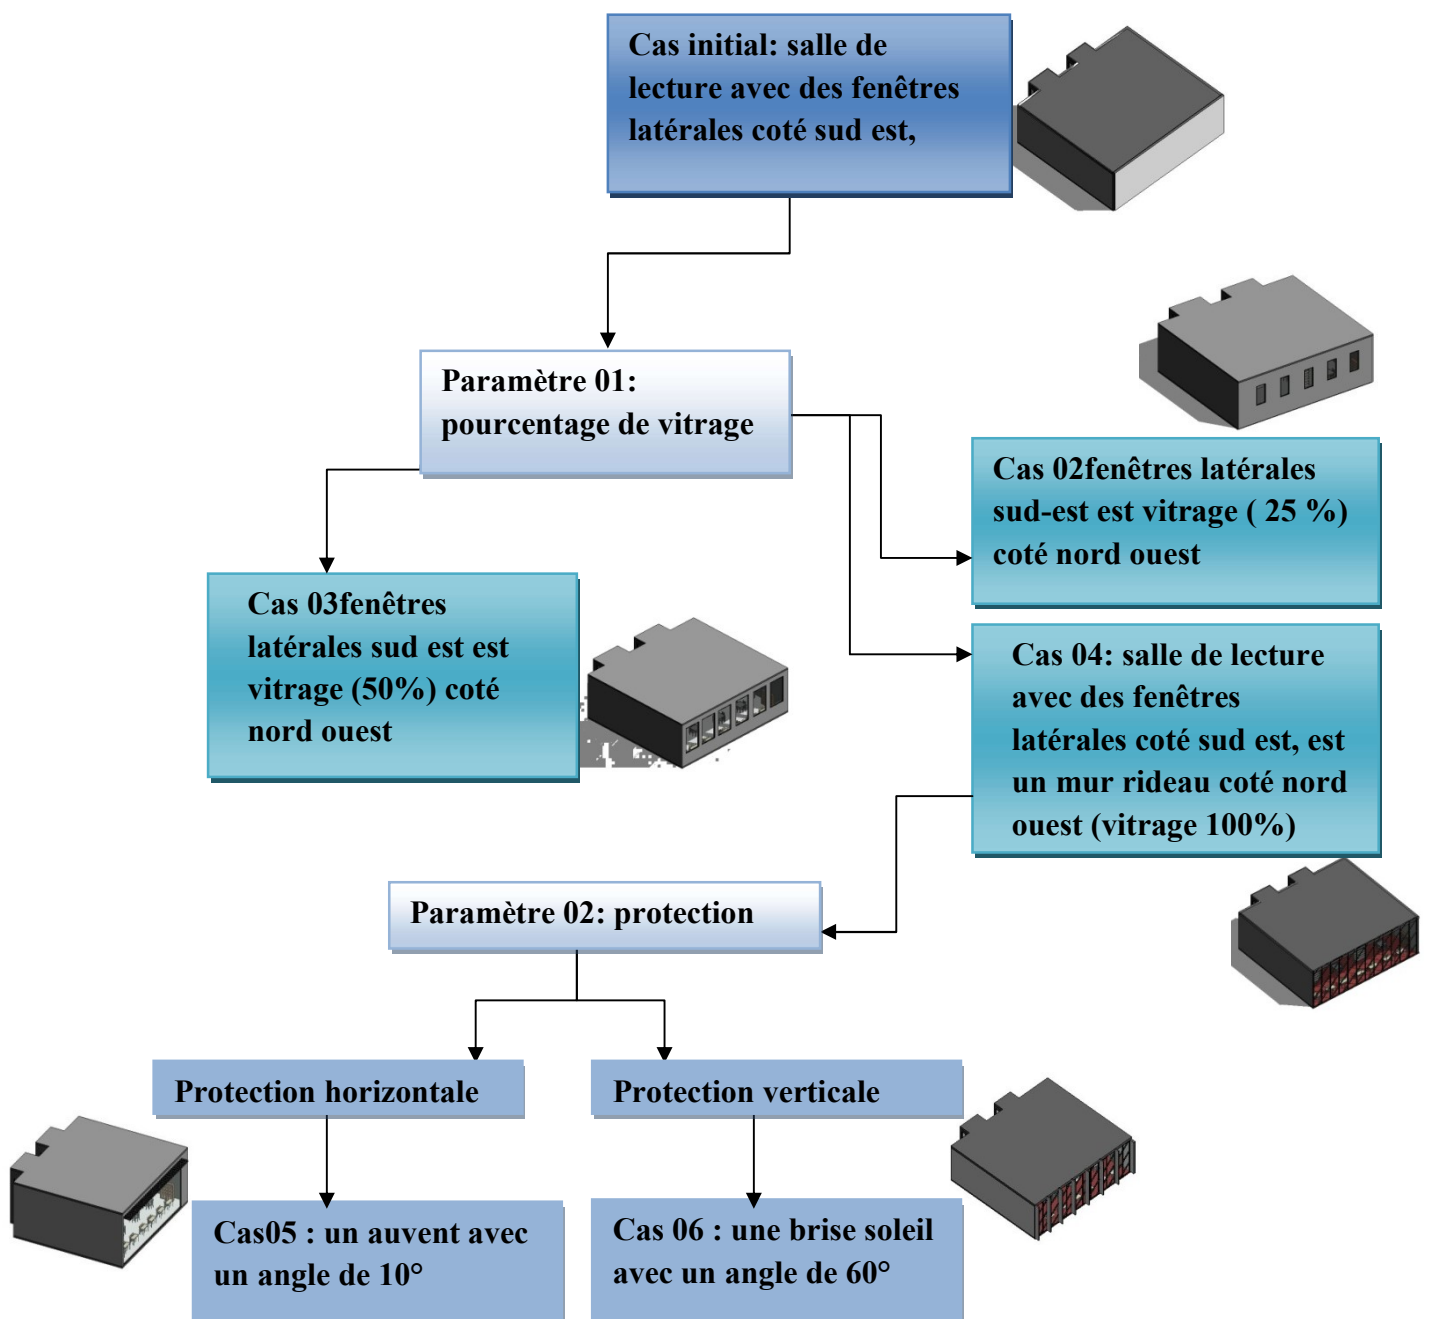 Cas initial: salle de
lecture avec des fenêtres
latérales coté sud est,
Paramètre 01:
pourcentage de vitrage
Cas 02fenêtres latérales
sud-est est vitrage ( 25 %)
coté nord ouest
Cas 03fenêtres
latérales sud est est
vitrage (50%) coté
nord ouest
Cas 04: salle de lecture
avec des fenêtres
latérales coté sud est, est
un mur rideau coté nord
ouest (vitrage 100%)
Paramètre 02: protection
Protection horizontale
Protection verticale
Cas05 : un auvent avec
un angle de 10°
Cas 06 : une brise soleil
avec un angle de 60°